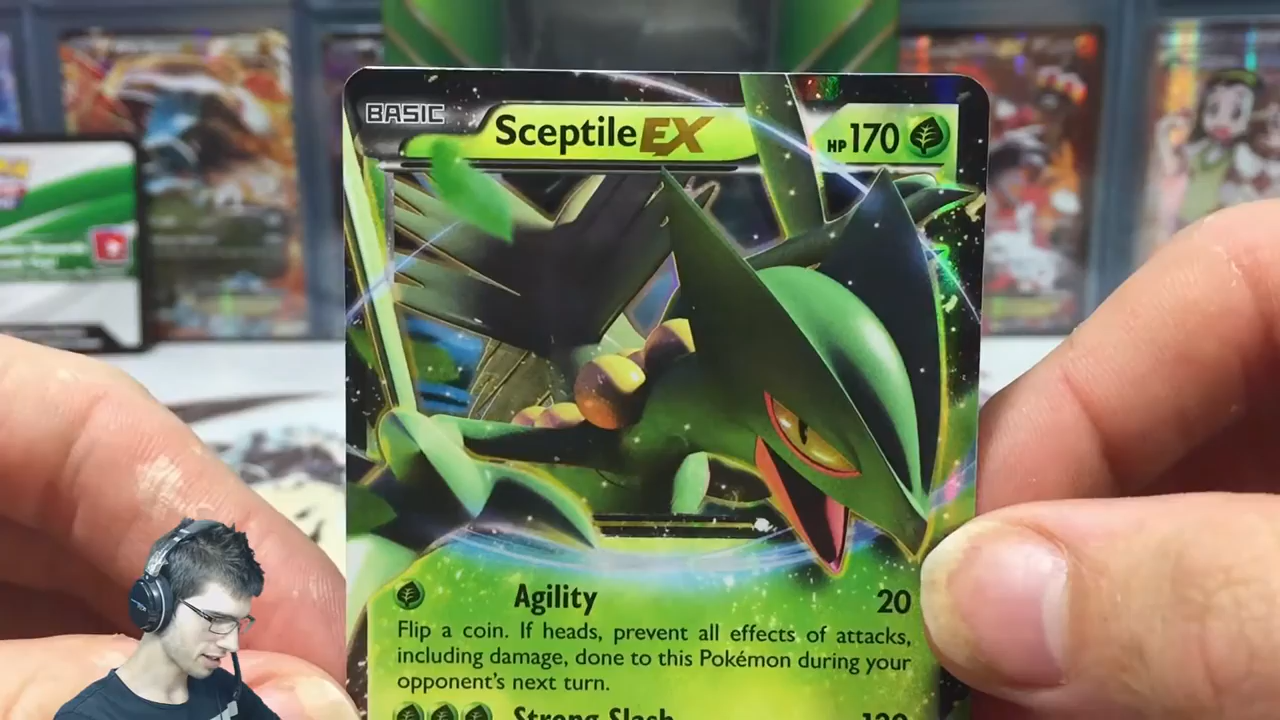 BASIC
Sceptile EX
HP 170
Agility 20
Flip a coin. If heads, prevent all effects of attacks,
including damage, done to this Pokémon during your
opponent's next turn.
Strong Slash 130